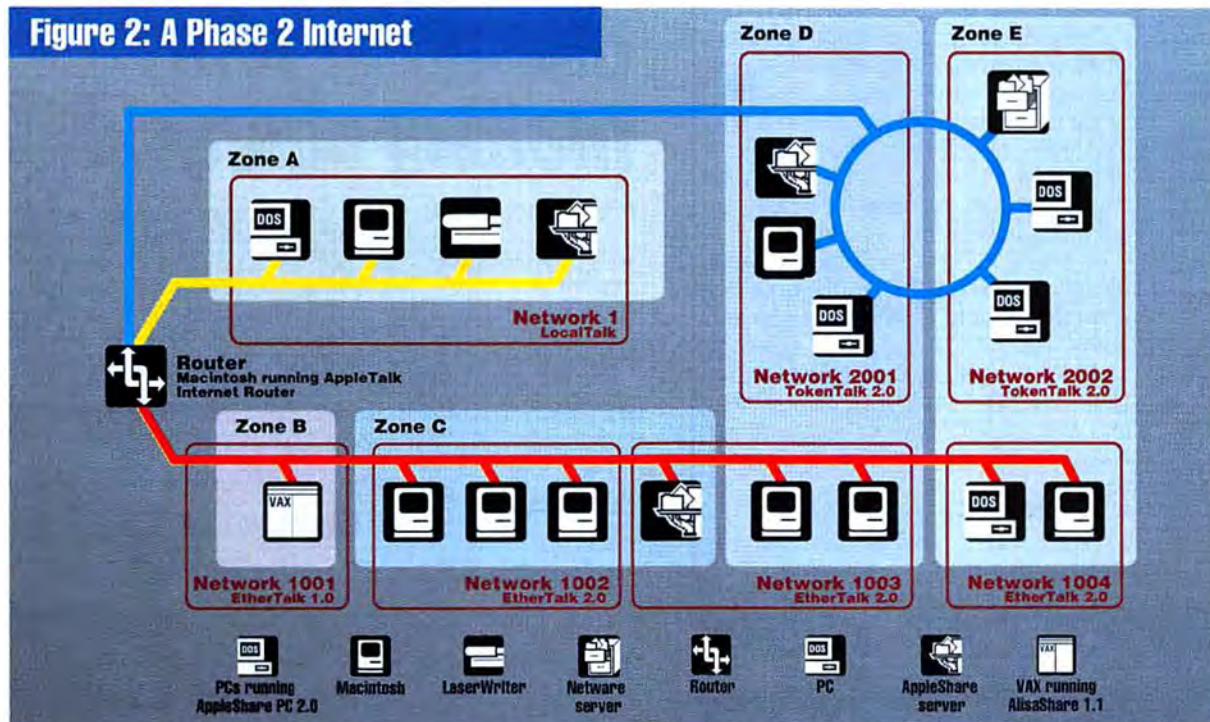 Figure 2: A Phase 2 Internet
Zone D
Zone E
Zone A
DOS
DOS
Network 1
LocalTalk
DOS
DOS
Router
Macintosh running AppleTalk
Internet Router
Network 2001
TokenTalk 2.0
Network 2002
TokenTalk 2.0
Zone B
Zone C
VAX
DOS
Network 1001
EtherTalk 1.0
Network 1002
EtherTalk 2.0
Network 1003
EtherTalk 2.0
Network 1004
EtherTalk 2.0
DOS
PCs running
AppleShare PC 2.0
Macintosh
LaserWriter
Netware
server
Router
DOS
PC
AppleShare
server
VAX
VAX running
AlisaShare 1.1